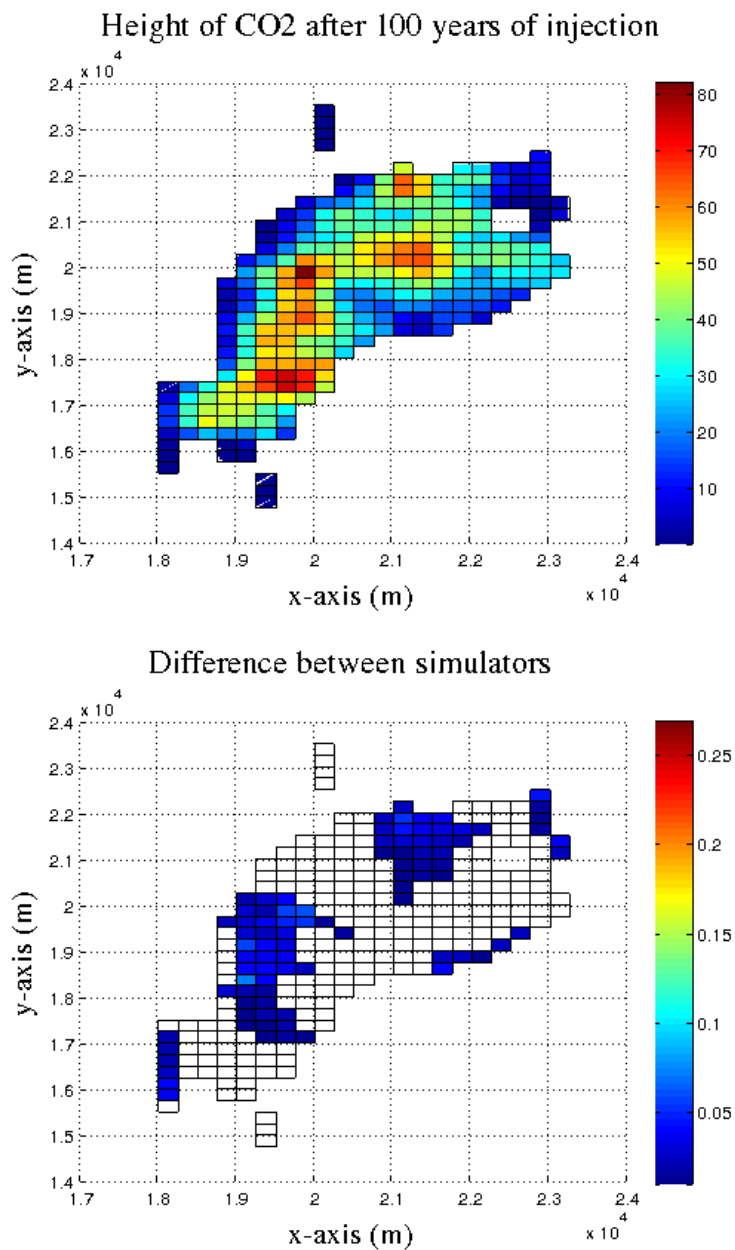 Height of CO2 after 100 years of injection
x 10^4
2.4
2.3
2.2
2.1
2
1.9
1.8
1.7
1.6
1.5
1.4
y-axis (m)
1.7 1.8 1.9 2 2.1 2.2 2.3 2.4
x-axis (m)
x 10^4
80
70
60
50
40
30
20
10
Difference between simulators
x 10^4
2.4
2.3
2.2
2.1
2
1.9
1.8
1.7
1.6
1.5
1.4
y-axis (m)
1.7 1.8 1.9 2 2.1 2.2 2.3 2.4
x-axis (m)
x 10^4
0.25
0.2
0.15
0.1
0.05